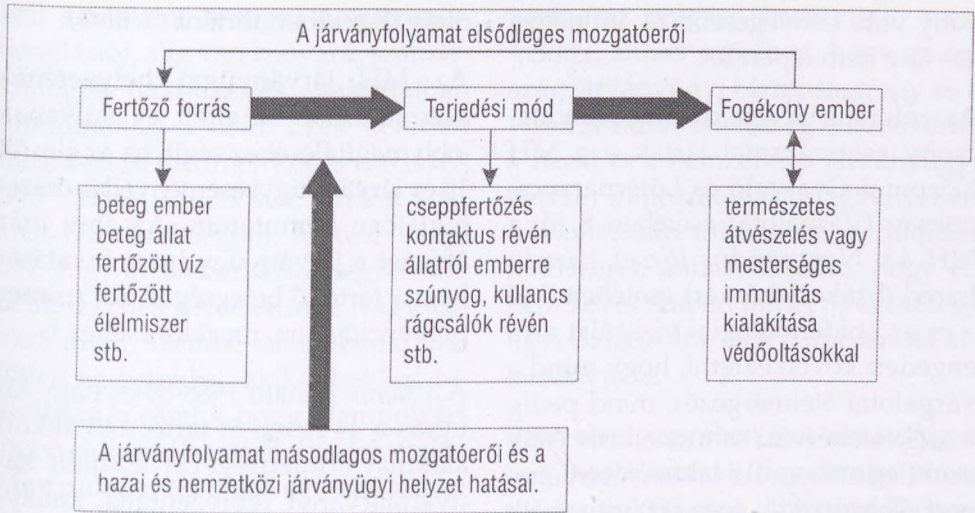 A járványfolyamat elsődleges mozgatóerői
Fertőző forrás
Terjedési mód
Fogékony ember
beteg ember
beteg állat
fertőzött víz
fertőzött
élelmiszer
stb.
cseppfertőzés
kontaktus révén
állatról emberre
szúnyog, kullancs
rágcsálók révén
stb.
természetes
átvészelés vagy
mesterséges
immunitás
kialakítása
védőoltásokkal
A járványfolyamat másodlagos mozgatóerői és a
hazai és nemzetközi járványügyi helyzet hatásai